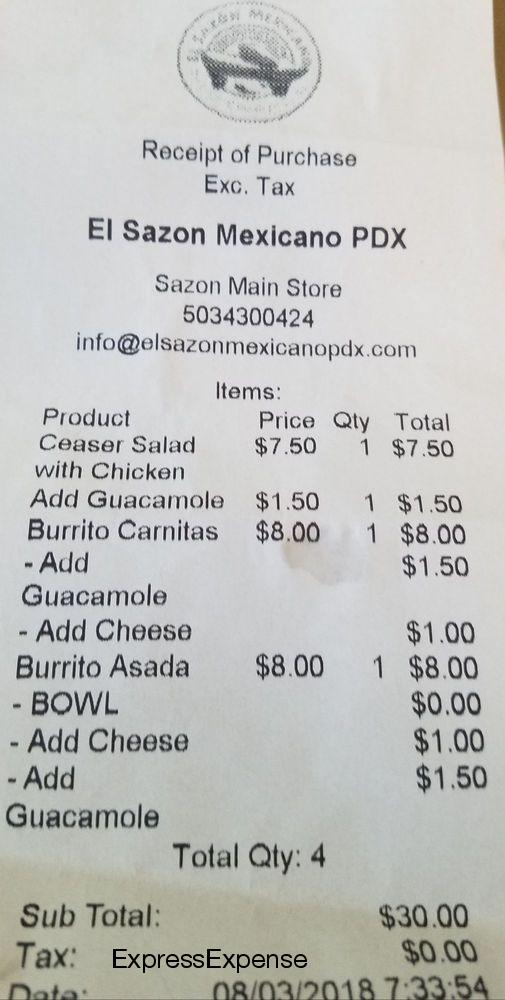 EL SAZON MEXICANO
Receipt of Purchase
Exc. Tax
El Sazon Mexicano PDX
Sazon Main Store
5034300424
info@elsazonmexicanopdx.com
Items:
Product Price Qty Total
Ceaser Salad $7.50 1 $7.50
with Chicken
Add Guacamole $1.50 1 $1.50
Burrito Carnitas $8.00 1 $8.00
- Add $1.50
Guacamole
- Add Cheese $1.00
Burrito Asada $8.00 1 $8.00
- BOWL $0.00
- Add Cheese $1.00
- Add $1.50
Guacamole
Total Qty: 4
Sub Total: $30.00
Tax: ExpressExpense $0.00
Date: 08/03/2018 7:33:54